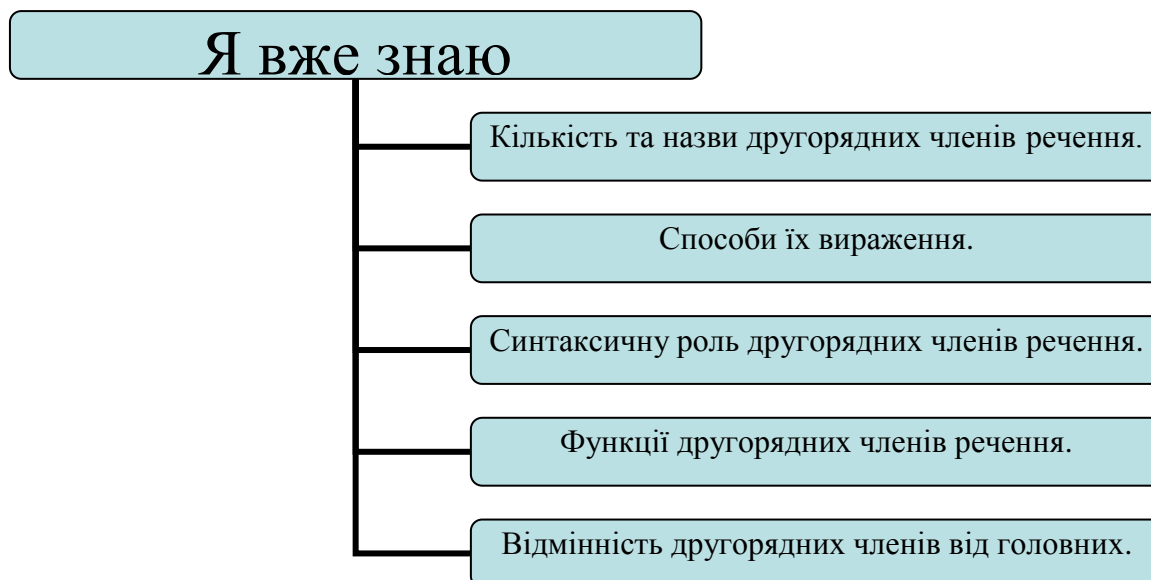 Я вже знаю
Кількість та назви другорядних членів речення.
Способи їх вираження.
Синтаксичну роль другорядних членів речення.
Функції другорядних членів речення.
Відмінність другорядних членів від головних.